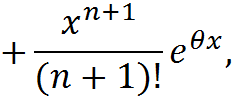 + \frac{x^{n+1}}{(n+1)!} e^{\theta x},